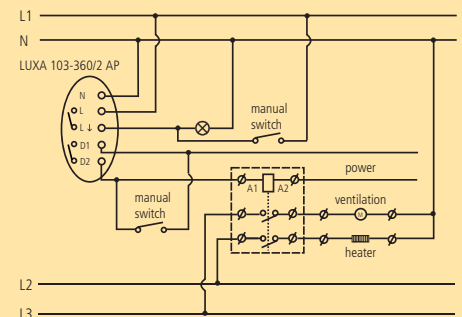 L1
N
LUXA 103-360/2 AP
N
L
L ↓
D1
D2
manual
switch
manual
switch
power
A1 A2
ventilation
M
heater
L2
L3